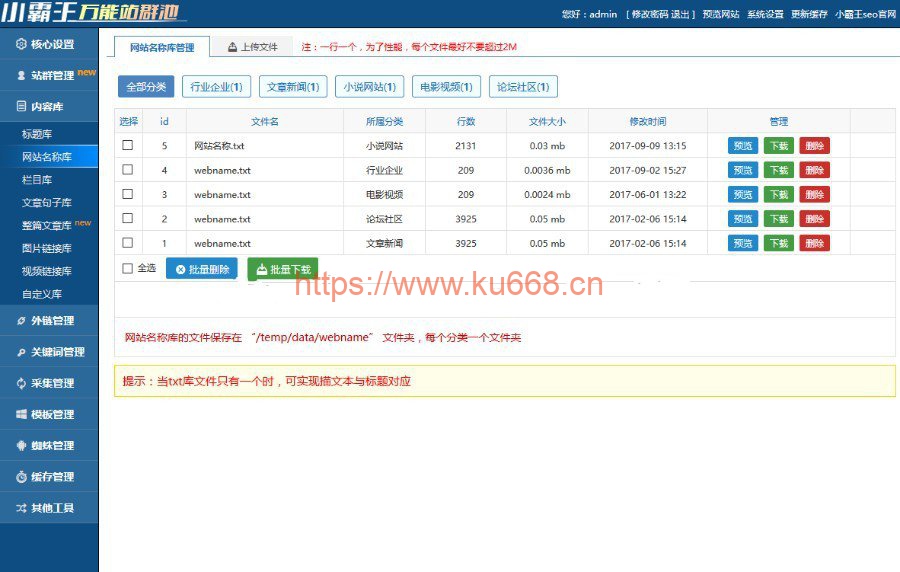 小霸王万能站群池
您好：admin [ 修改密码 退出 ] 预览网站 系统设置 更新缓存 小霸王seo官网
核心设置
站群管理 new
内容库
标题库
网站名称库
栏目库
文章句子库
整篇文章库 new
图片链接库
视频链接库
自定义库
外链管理
关键词管理
采集管理
模板管理
蜘蛛管理
缓存管理
其他工具
网站名称库管理 上传文件 注：一行一个，为了性能，每个文件最好不要超过2M
全部分类 行业企业(1) 文章新闻(1) 小说网站(1) 电影视频(1) 论坛社区(1)
选择 id 文件名 所属分类 行数 文件大小 修改时间 管理
5 网站名称.txt 小说网站 2131 0.03 mb 2017-09-09 13:15 预览 下载 删除
4 webname.txt 行业企业 209 0.0036 mb 2017-09-02 15:27 预览 下载 删除
3 webname.txt 电影视频 209 0.0024 mb 2017-06-01 13:22 预览 下载 删除
2 webname.txt 论坛社区 3925 0.05 mb 2017-02-06 15:14 预览 下载 删除
1 webname.txt 文章新闻 3925 0.05 mb 2017-02-06 15:14 预览 下载 删除
全选 批量删除 批量下载
https://www.ku668.cn
网站名称库的文件保存在 “/temp/data/webname” 文件夹，每个分类一个文件夹
提示：当txt库文件只有一个时，可实现描文本与标题对应